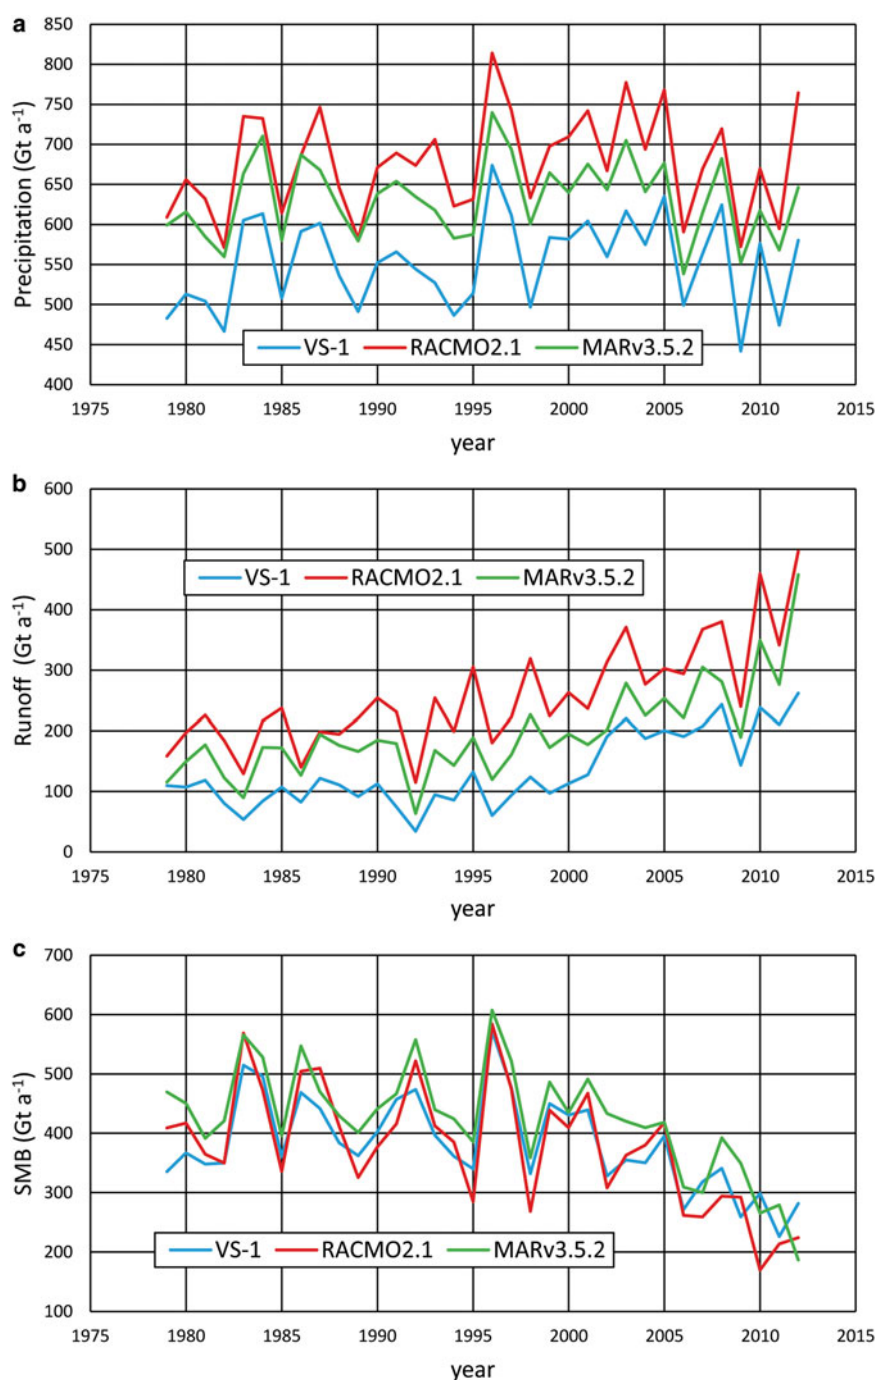 a
850
800
750
700
650
600
550
500
450
400
Precipitation (Gt a⁻¹)
VS-1 RACMO2.1 MARv3.5.2
1975 1980 1985 1990 1995 2000 2005 2010 2015
year
b
600
500
400
300
200
100
0
Runoff (Gt a⁻¹)
VS-1 RACMO2.1 MARv3.5.2
1975 1980 1985 1990 1995 2000 2005 2010 2015
year
c
700
600
500
400
300
200
100
SMB (Gt a⁻¹)
VS-1 RACMO2.1 MARv3.5.2
1975 1980 1985 1990 1995 2000 2005 2010 2015
year